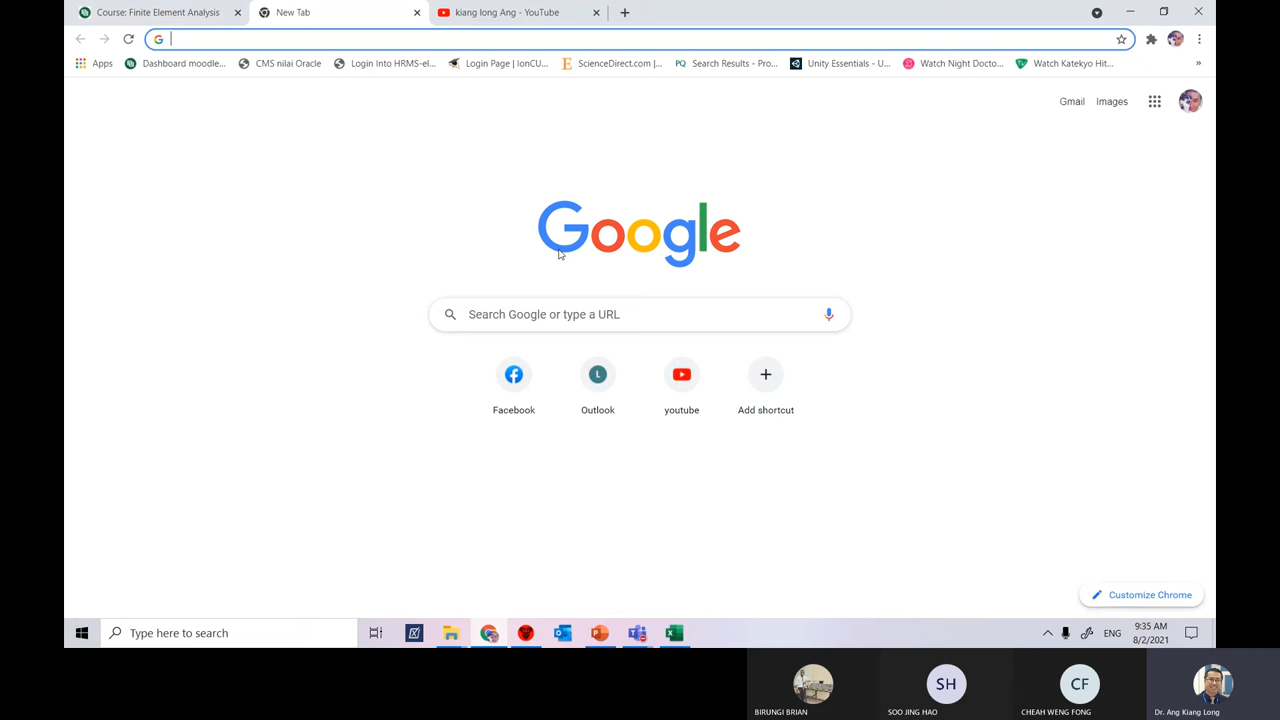 Course: Finite Element Analysis
New Tab
kiang long Ang - YouTube
Apps
Dashboard moodle...
CMS nilai Oracle
Login Into HRMS-el...
Login Page | IonCU...
ScienceDirect.com |...
PQ
Search Results - Pro...
Unity Essentials - U...
Watch Night Docto...
Watch Katekyo Hit...
»
Gmail
Images
Google
Search Google or type a URL
L
Facebook
Outlook
youtube
Add shortcut
Customize Chrome
Type here to search
ENG
9:35 AM
8/2/2021
SH
CF
BIRUNGI BRIAN
SOO JING HAO
CHEAH WENG FONG
Dr. Ang Kiang Long